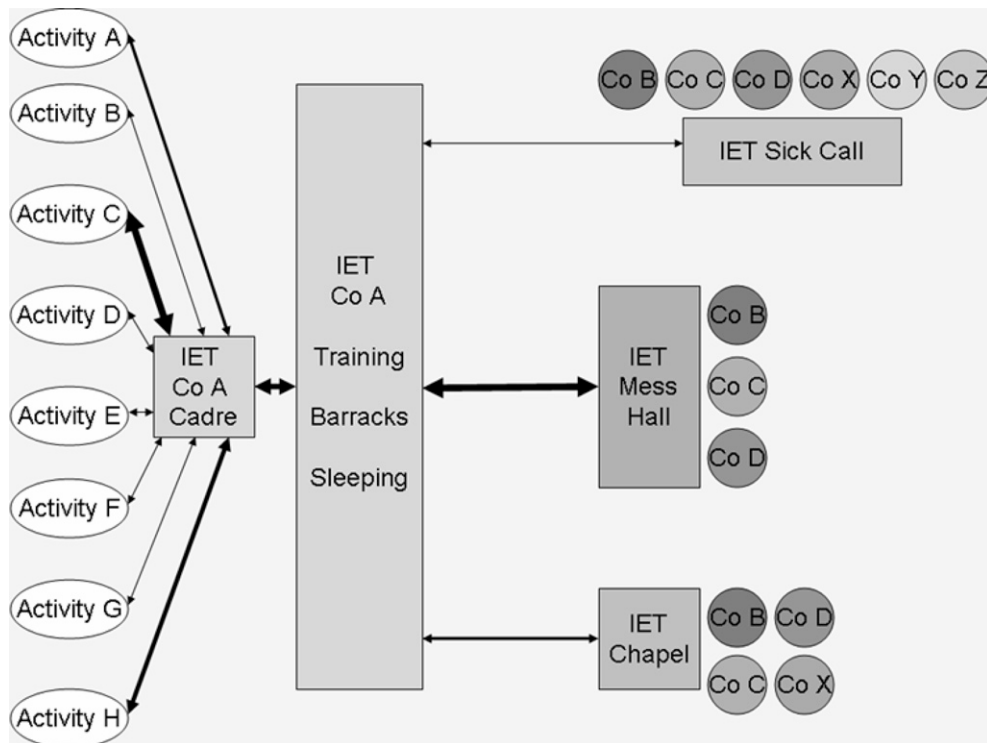 Activity A
Activity B
Activity C
Activity D
Activity E
Activity F
Activity G
Activity H
IET
Co A
Cadre
IET
Co A
Training
Barracks
Sleeping
Co B Co C Co D Co X Co Y Co Z
IET Sick Call
IET
Mess
Hall
Co B
Co C
Co D
IET
Chapel
Co B Co D
Co C Co X